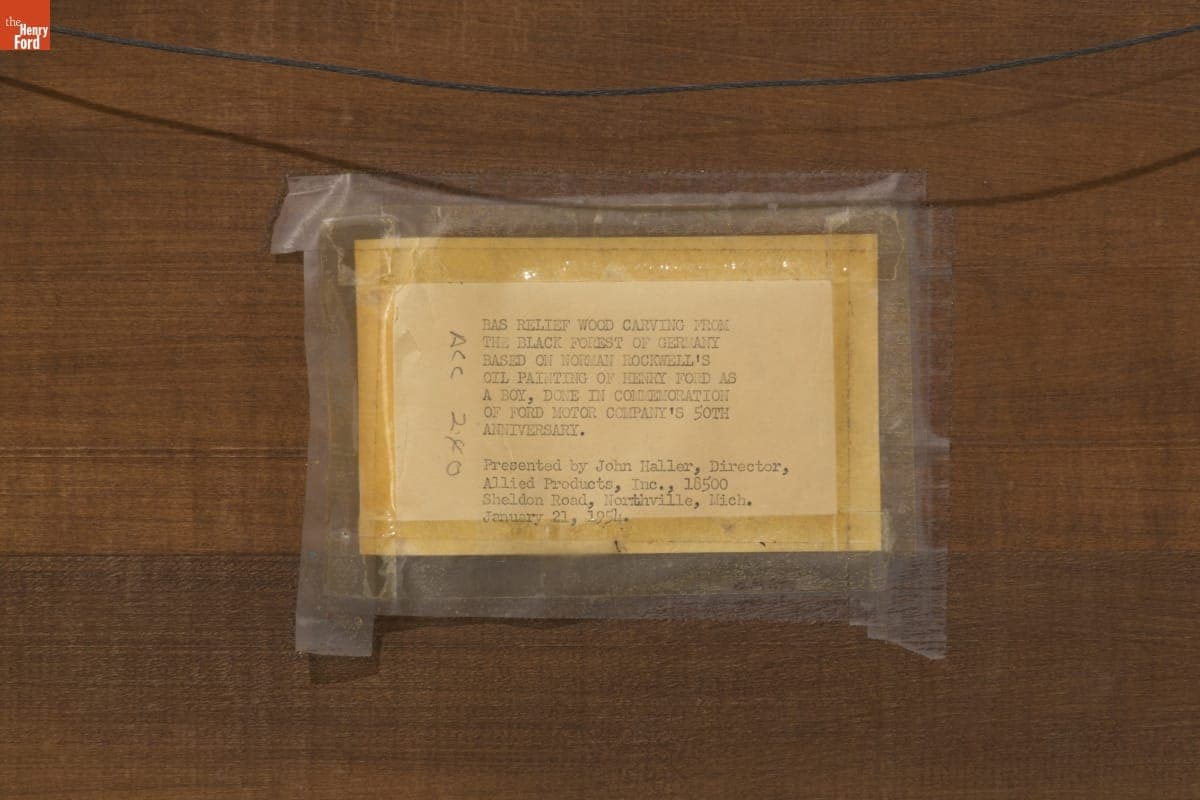 the
Henry
Ford
BAS RELIEF WOOD CARVING FROM
THE BLACK FOREST OF GERMANY
BASED ON NORMAN ROCKWELL'S
OIL PAINTING OF HENRY FORD AS
A BOY, DONE IN COMMEMORATION
OF FORD MOTOR COMPANY'S 50TH
ANNIVERSARY.
Presented by John Haller, Director,
Allied Products, Inc., 18500
Sheldon Road, Northville, Mich.
January 21, 1954.
ACC